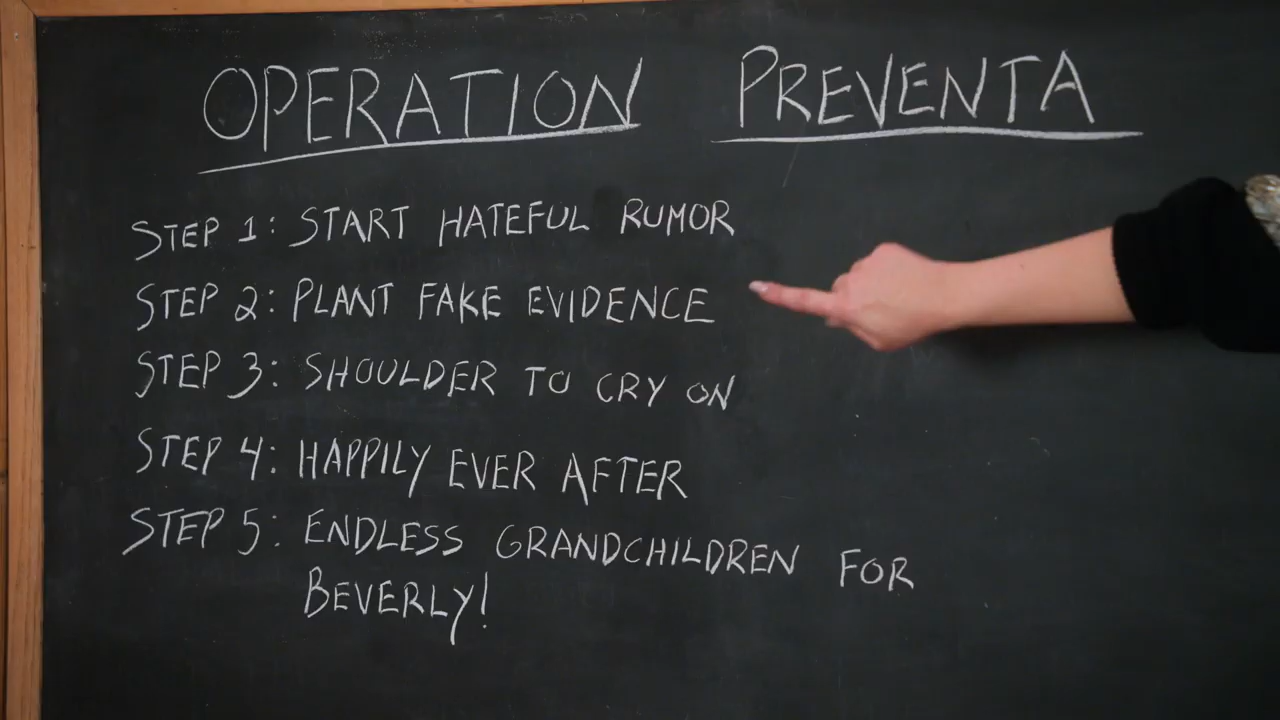 OPERATION PREVENTA
STEP 1: START HATEFUL RUMOR
STEP 2: PLANT FAKE EVIDENCE
STEP 3: SHOULDER TO CRY ON
STEP 4: HAPPILY EVER AFTER
STEP 5: ENDLESS GRANDCHILDREN FOR
BEVERLY!